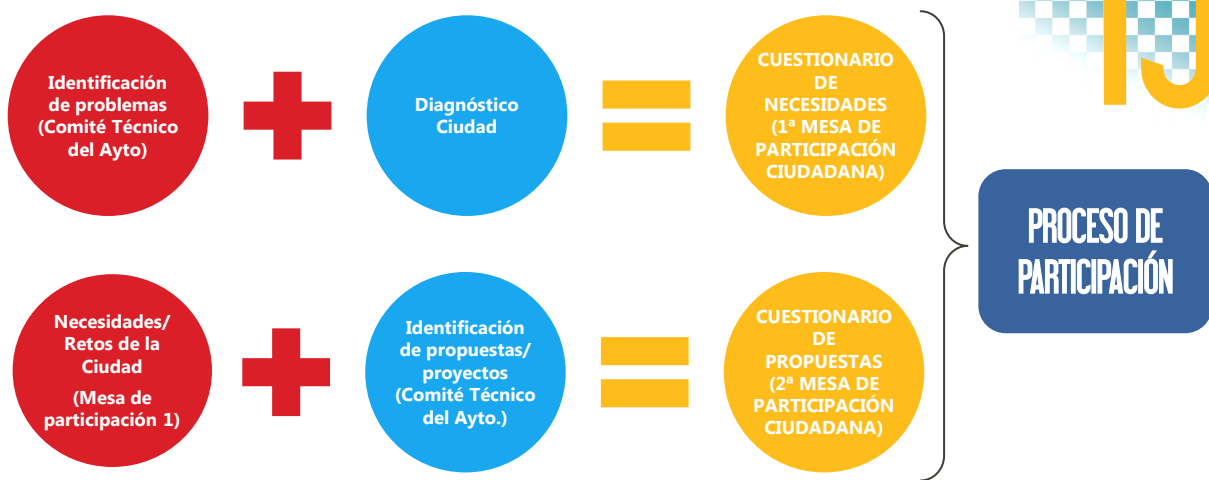 Identificación
de problemas
(Comité Técnico
del Ayto)
Diagnóstico
Ciudad
CUESTIONARIO
DE
NECESIDADES
(1ª MESA DE
PARTICIPACIÓN
CIUDADANA)
Necesidades/
Retos de la
Ciudad
(Mesa de
participación 1)
Identificación
de propuestas/
proyectos
(Comité Técnico
del Ayto.)
CUESTIONARIO
DE
PROPUESTAS
(2ª MESA DE
PARTICIPACIÓN
CIUDADANA)
PROCESO DE
PARTICIPACIÓN